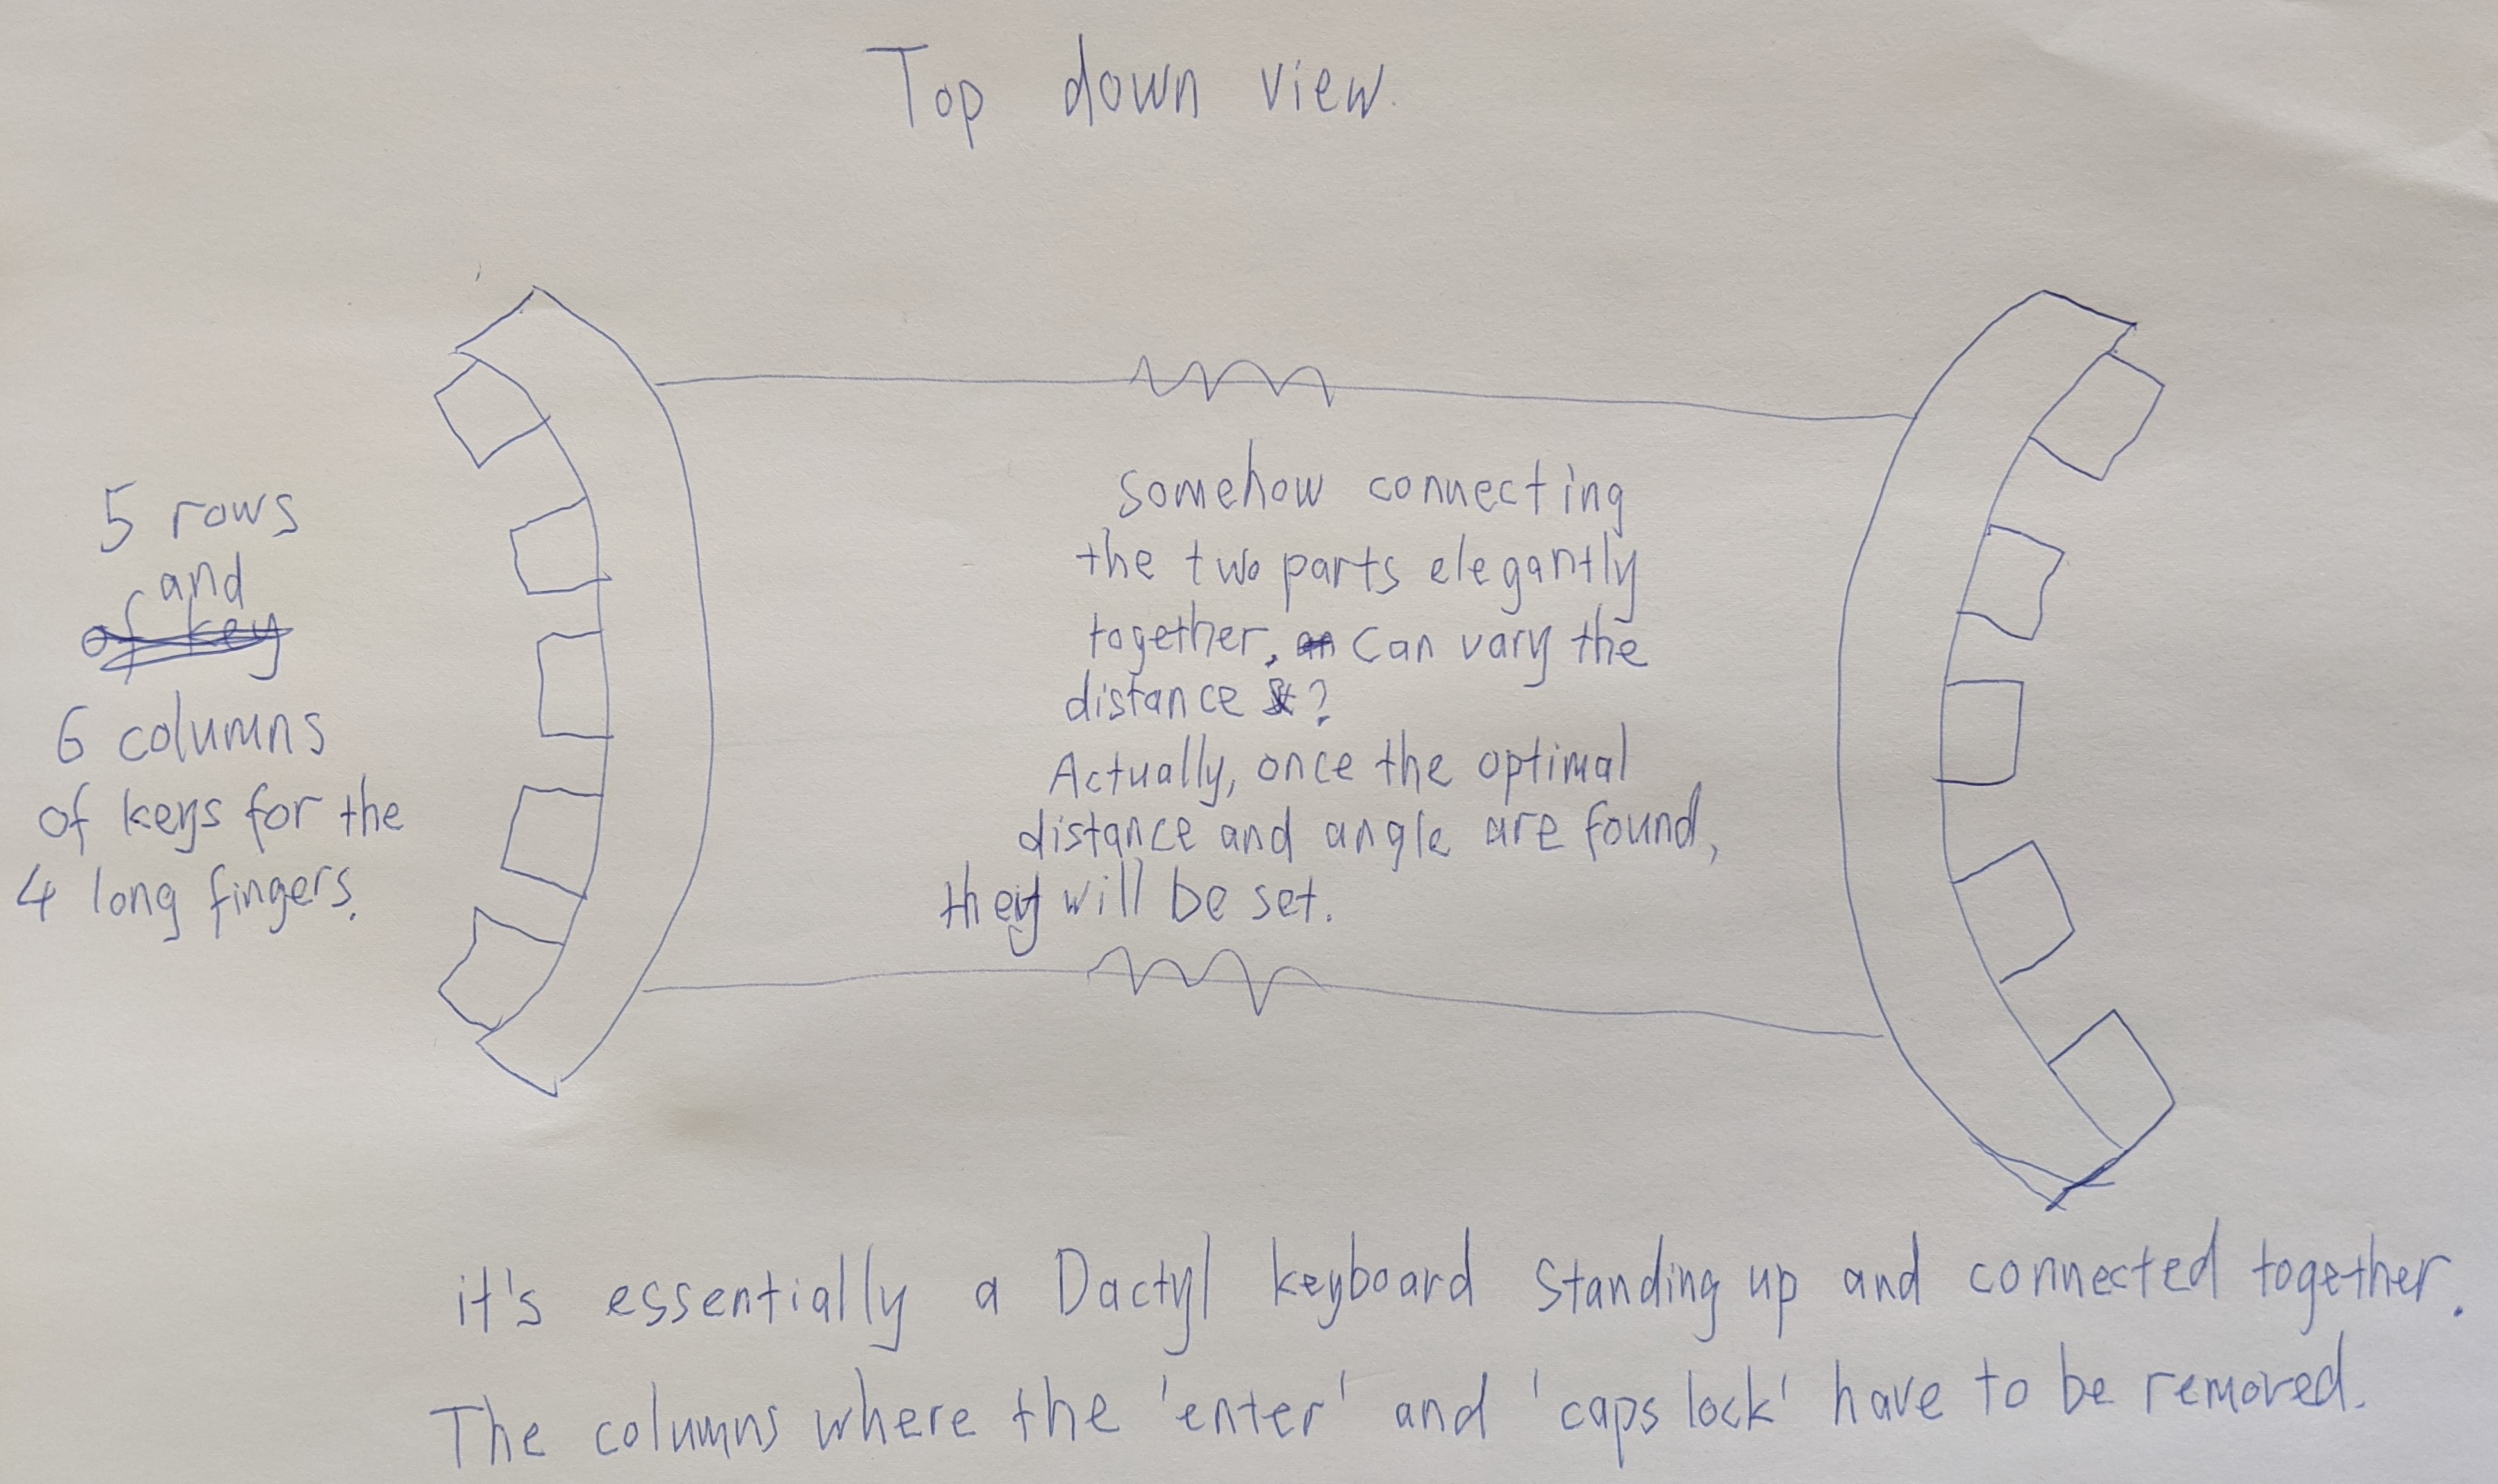 Top down view.
5 rows
and
of key
6 columns
of keys for the
4 long fingers.
Somehow connecting
the two parts elegantly
together, can vary the
distance ?
Actually, once the optimal
distance and angle are found,
they will be set.
it's essentially a Dactyl keyboard standing up and connected together.
The columns where the 'enter' and 'caps lock' have to be removed.